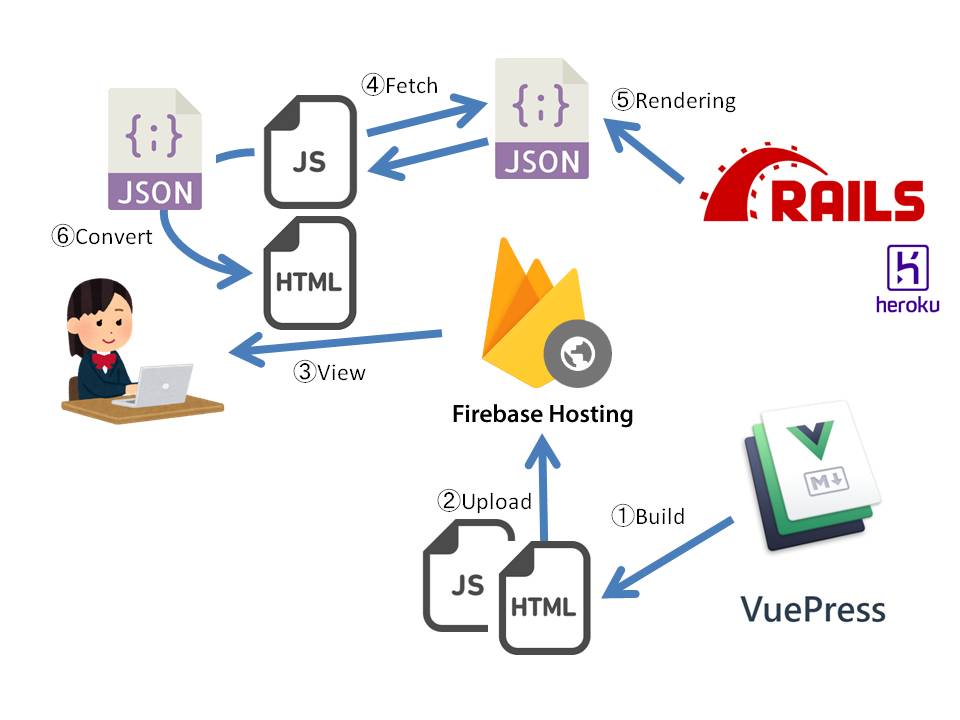 ④Fetch
{;}
JSON
JS
{;}
JSON
⑤Rendering
RAILS
⑥Convert
HTML
heroku
③View
Firebase Hosting
M
②Upload
①Build
JS
HTML
VuePress